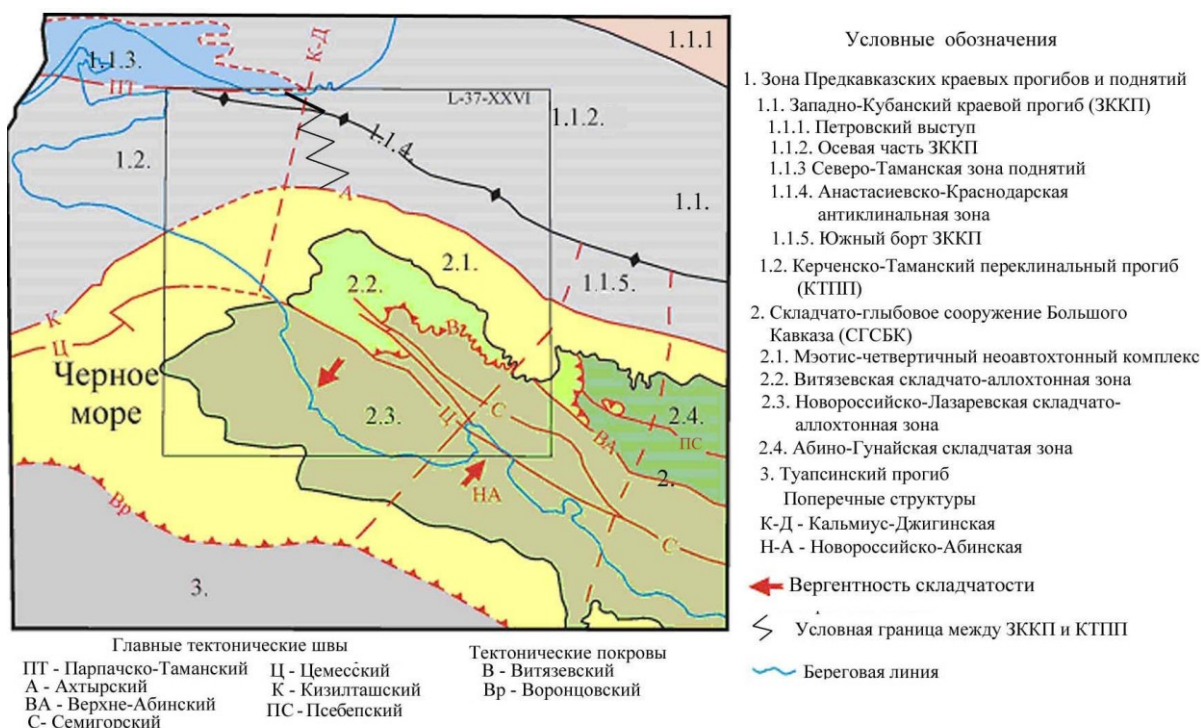 К-Д
1.1.3.
1.1.1
ПТ
L-37-XXVI
1.1.2.
1.1.4.
1.2.
А
1.1.
2.1.
1.1.5.
2.2.
К
В
Ц
Черное
море
2.3.
Ц
С
2.4.
ВА
ПС
2.
НА
Вр
С
3.
Условные обозначения
1. Зона Предкавказских краевых прогибов и поднятий
1.1. Западно-Кубанский краевой прогиб (ЗККП)
1.1.1. Петровский выступ
1.1.2. Осевая часть ЗККП
1.1.3 Северо-Таманская зона поднятий
1.1.4. Анастасиевско-Краснодарская
антиклинальная зона
1.1.5. Южный борт ЗККП
1.2. Керченско-Таманский переклинальный прогиб
(КТПП)
2. Складчато-глыбовое сооружение Большого
Кавказа (СГСБК)
2.1. Мэотис-четвертичный неоавтохтонный комплекс
2.2. Витязевская складчато-аллохтонная зона
2.3. Новороссийско-Лазаревская складчато-
аллохтонная зона
2.4. Абино-Гунайская складчатая зона
3. Туапсинский прогиб
Поперечные структуры
К-Д - Кальмиус-Джигинская
Н-А - Новороссийско-Абинская
Вергентность складчатости
Условная граница между ЗККП и КТПП
Береговая линия
Главные тектонические швы
ПТ - Парпачско-Таманский
А - Ахтырский
ВА - Верхне-Абинский
С- Семигорский
Ц - Цемесский
К - Кизилташский
ПС - Псебепский
Тектонические покровы
В - Витязевский
Вр - Воронцовский